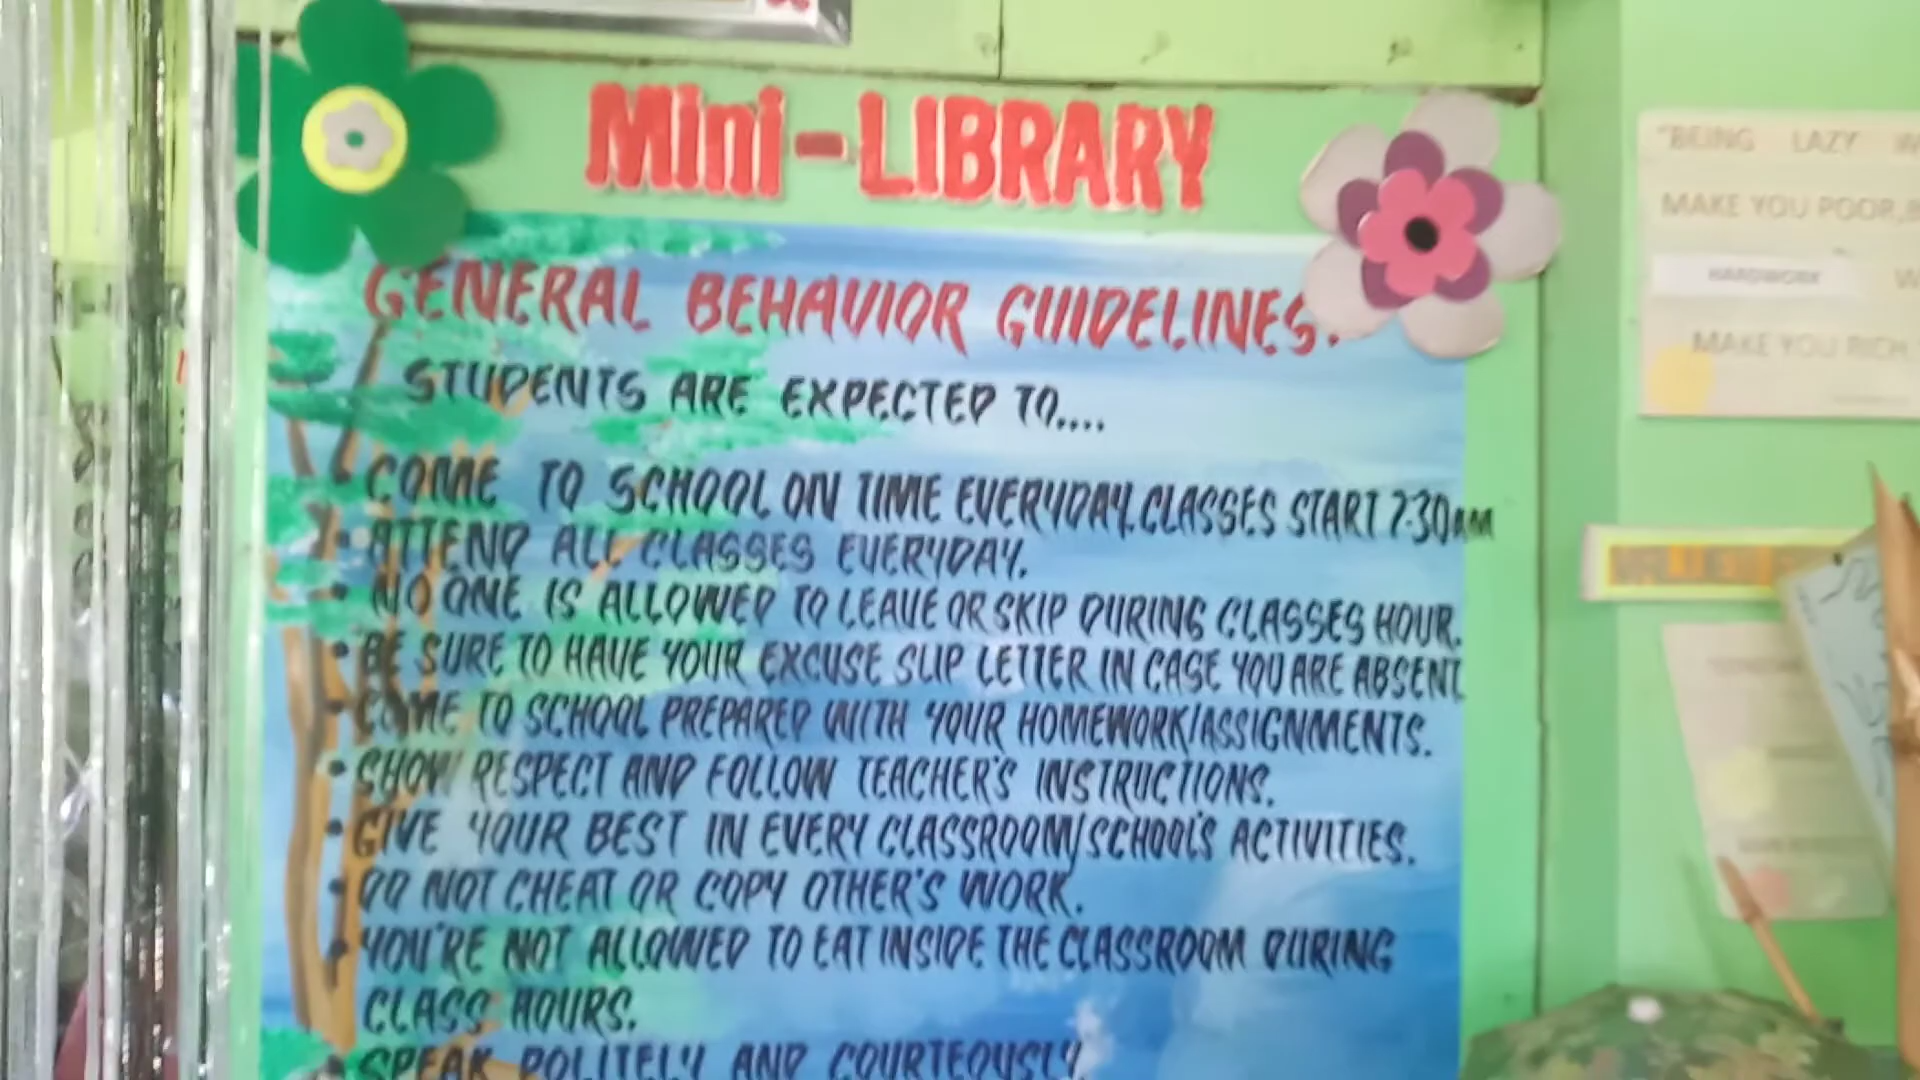 Mini-LIBRARY
GENERAL BEHAVIOR GUIDELINES:
STUDENTS ARE EXPECTED TO....
COME TO SCHOOL ON TIME EVERYDAY. CLASSES START 7:30AM
• ATTEND ALL CLASSES EVERYDAY.
• NO ONE IS ALLOWED TO LEAVE OR SKIP DURING CLASSES HOUR.
• BE SURE TO HAVE YOUR EXCUSE SLIP LETTER IN CASE YOU ARE ABSENT
• COME TO SCHOOL PREPARED WITH YOUR HOMEWORK/ASSIGNMENTS.
• SHOW RESPECT AND FOLLOW TEACHER'S INSTRUCTIONS.
• GIVE YOUR BEST IN EVERY CLASSROOM/SCHOOL'S ACTIVITIES.
• DO NOT CHEAT OR COPY OTHER'S WORK.
• YOU'RE NOT ALLOWED TO EAT INSIDE THE CLASSROOM DURING
CLASS HOURS.
• SPEAK POLITELY AND COURTEOUSLY.
"BEING LAZY
MAKE YOU POOR,
HARDWORK
MAKE YOU RICH